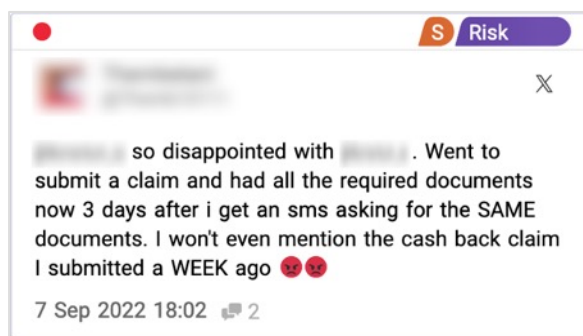 S Risk
X
so disappointed with . Went to
submit a claim and had all the required documents
now 3 days after i get an sms asking for the SAME
documents. I won't even mention the cash back claim
I submitted a WEEK ago 😡😡
7 Sep 2022 18:02 2